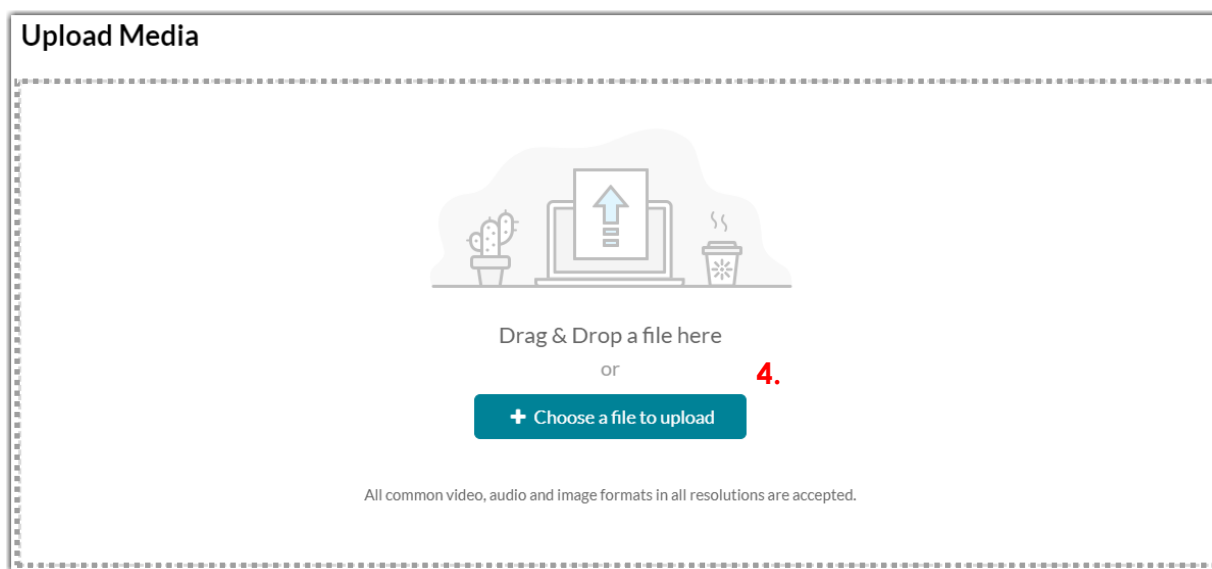 Upload Media
Drag & Drop a file here
or
4.
+ Choose a file to upload
All common video, audio and image formats in all resolutions are accepted.